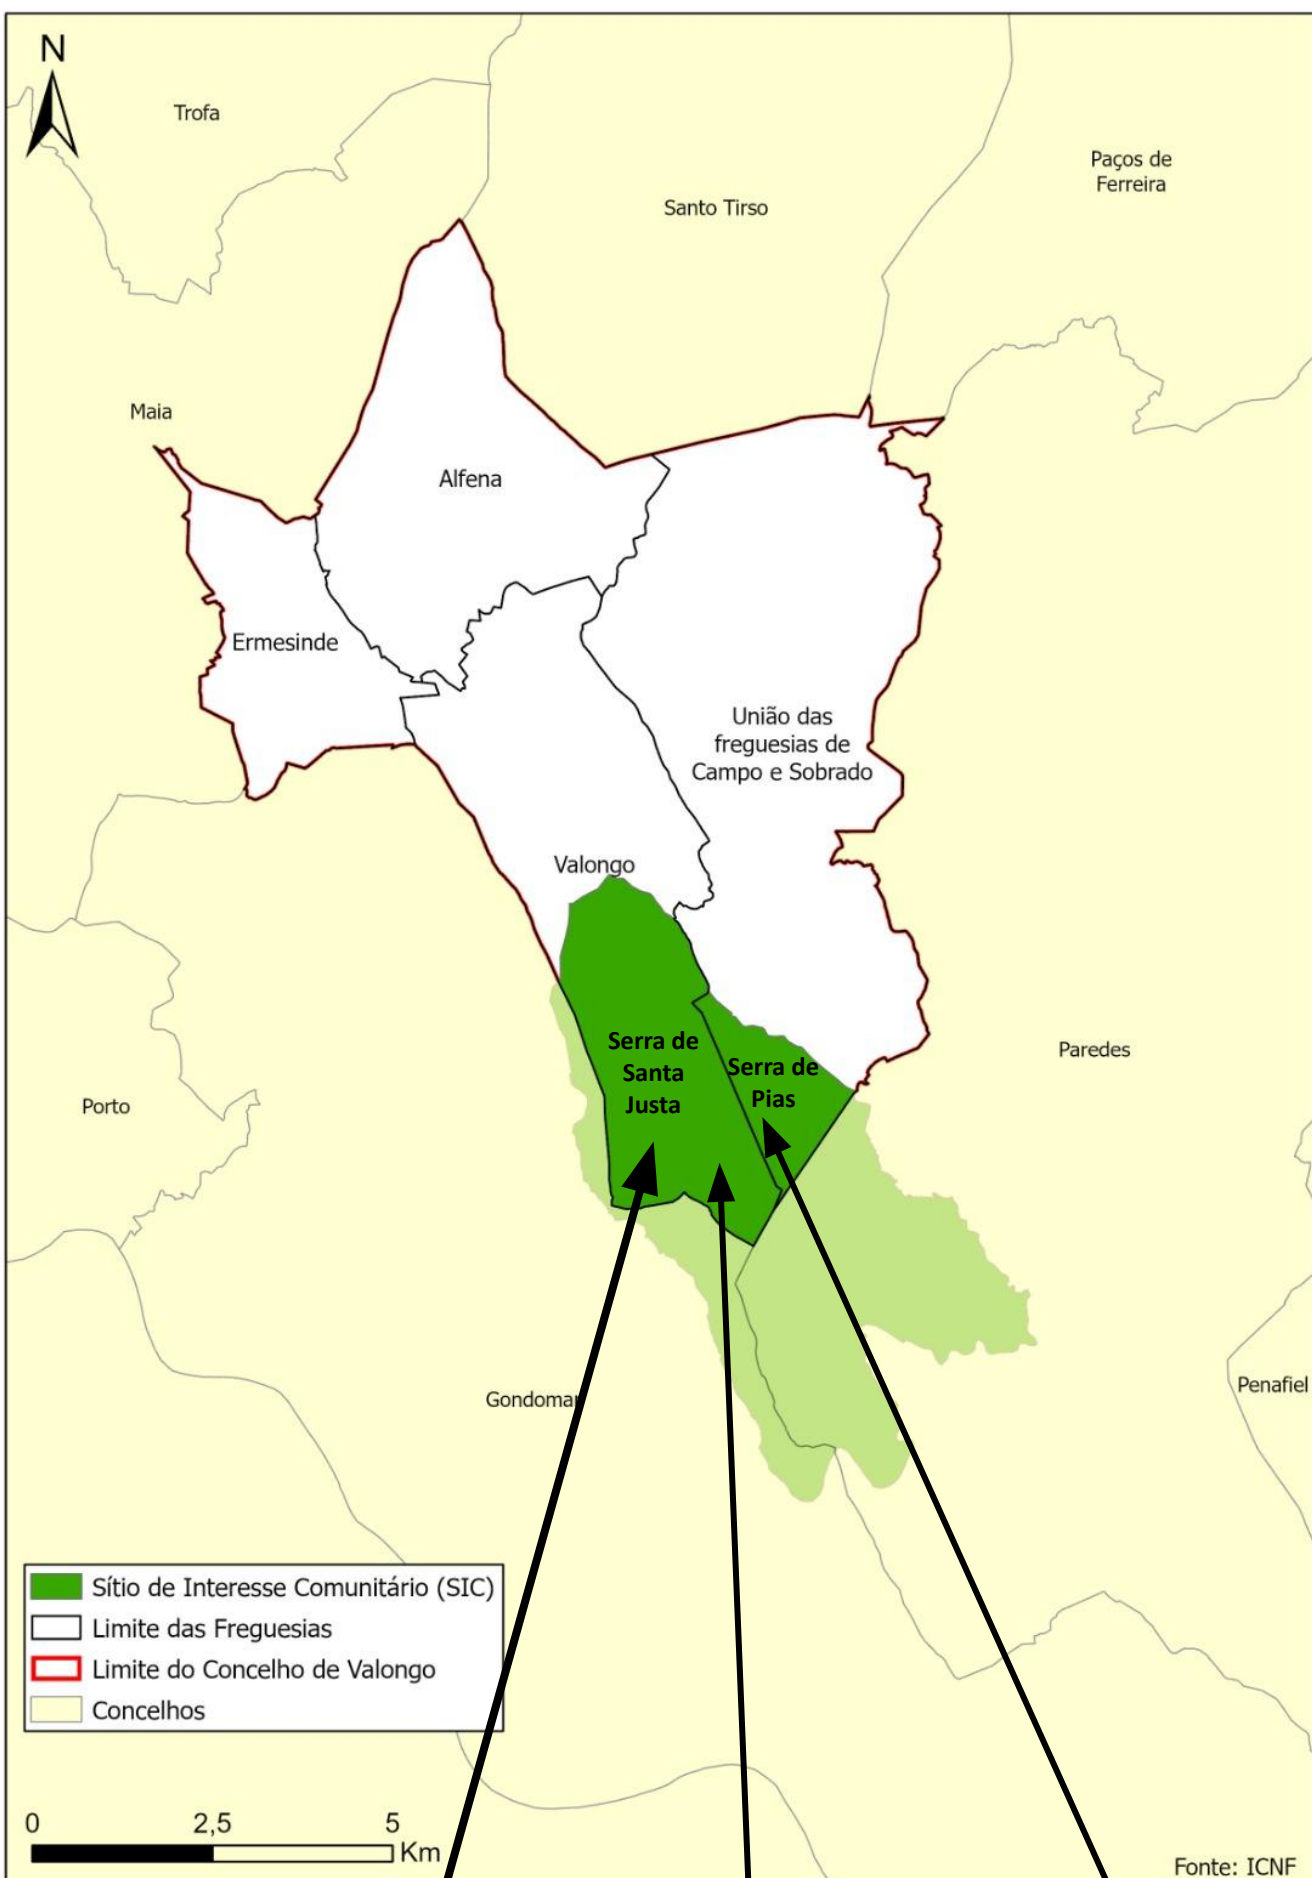 N
Trofa
Paços de
Ferreira
Santo Tirso
Maia
Alfena
Ermesinde
União das
freguesias de
Campo e Sobrado
Valongo
Serra de
Santa
Justa
Serra de
Pias
Paredes
Porto
Penafiel
Gondomar
Sítio de Interesse Comunitário (SIC)
Limite das Freguesias
Limite do Concelho de Valongo
Concelhos
0 2,5 5
Km
Fonte: ICNF